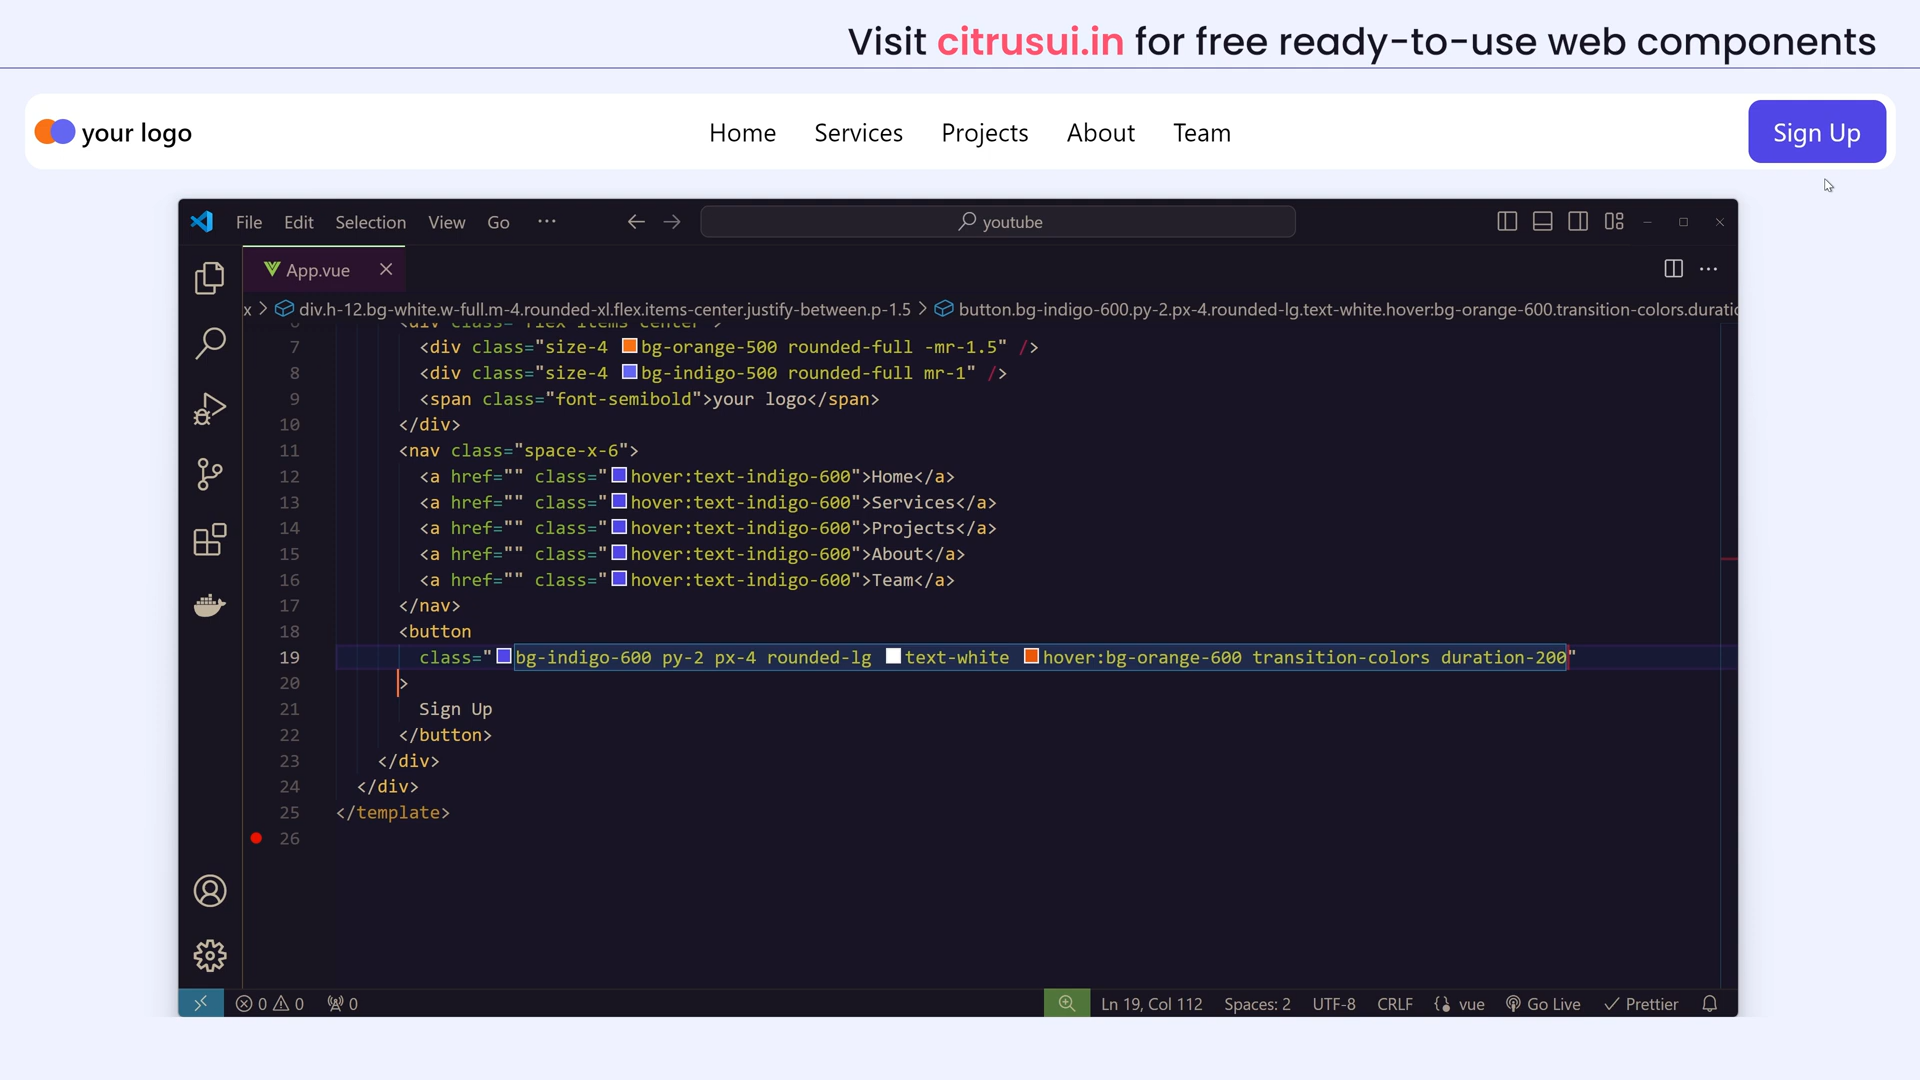 Visit citrusui.in for free ready-to-use web components
your logo Home Services Projects About Team Sign Up
File Edit Selection View Go ··· youtube
App.vue
x > div.h-12.bg-white.w-full.m-4.rounded-xl.flex.items-center.justify-between.p-1.5 > button.bg-indigo-600.py-2.px-4.rounded-lg.text-white.hover:bg-orange-600.transition-colors.duratio
6 <div class="flex items-center">
7 <div class="size-4 bg-orange-500 rounded-full -mr-1.5" />
8 <div class="size-4 bg-indigo-500 rounded-full mr-1" />
9 <span class="font-semibold">your logo</span>
10 </div>
11 <nav class="space-x-6">
12 <a href="" class="hover:text-indigo-600">Home</a>
13 <a href="" class="hover:text-indigo-600">Services</a>
14 <a href="" class="hover:text-indigo-600">Projects</a>
15 <a href="" class="hover:text-indigo-600">About</a>
16 <a href="" class="hover:text-indigo-600">Team</a>
17 </nav>
18 <button
19 class="bg-indigo-600 py-2 px-4 rounded-lg text-white hover:bg-orange-600 transition-colors duration-200"
20 >
21 Sign Up
22 </button>
23 </div>
24 </div>
25 </template>
26
0 0 0 Ln 19, Col 112 Spaces: 2 UTF-8 CRLF vue Go Live Prettier